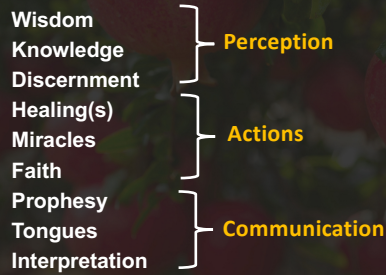 Wisdom
Knowledge
Discernment
Perception
Healing(s)
Miracles
Faith
Actions
Prophesy
Tongues
Interpretation
Communication